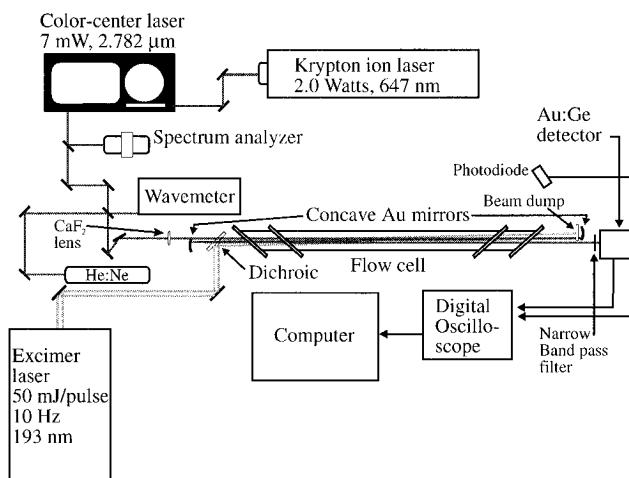 Color-center laser
7 mW, 2.782 μm
Krypton ion laser
2.0 Watts, 647 nm
Au:Ge
detector
Spectrum analyzer
Photodiode
Wavemeter
Beam dump
Concave Au mirrors
CaF2
lens
Dichroic
Flow cell
He:Ne
Computer
Digital
Oscillo-
scope
Narrow
Band pass
filter
Excimer
laser
50 mJ/pulse
10 Hz
193 nm